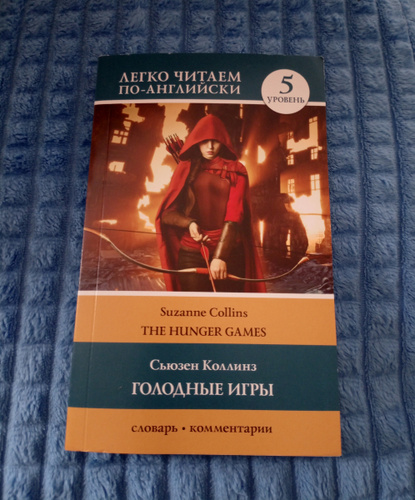 ЛЕГКО ЧИТАЕМ
ПО-АНГЛИЙСКИ
5
УРОВЕНЬ
Suzanne Collins
THE HUNGER GAMES
Сьюзен Коллинз
ГОЛОДНЫЕ ИГРЫ
словарь • комментарии